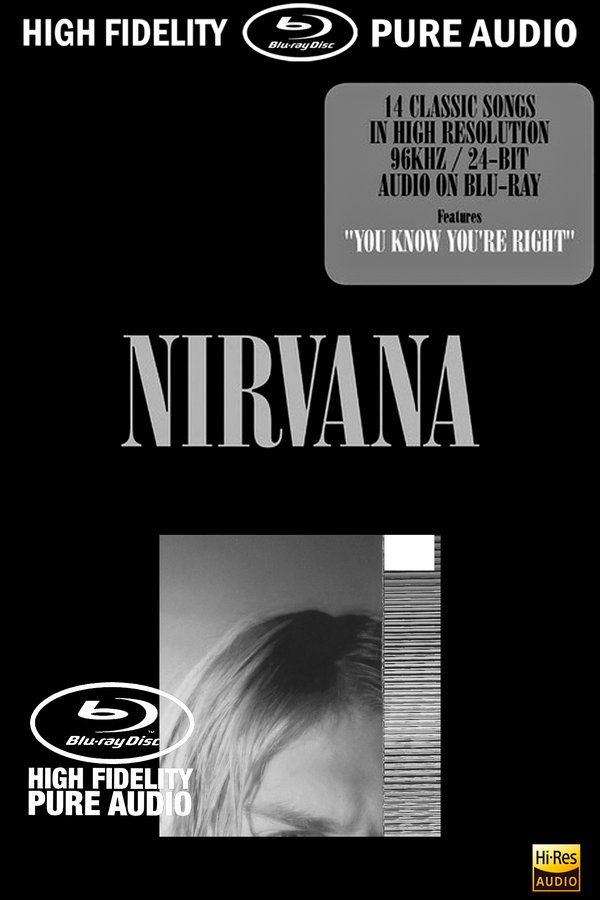 HIGH FIDELITY Blu-ray Disc PURE AUDIO
14 CLASSIC SONGS
IN HIGH RESOLUTION
96KHZ / 24-BIT
AUDIO ON BLU-RAY
Features
"YOU KNOW YOU'RE RIGHT"
NIRVANA
Blu-ray Disc™
HIGH FIDELITY
PURE AUDIO
Hi-Res
AUDIO